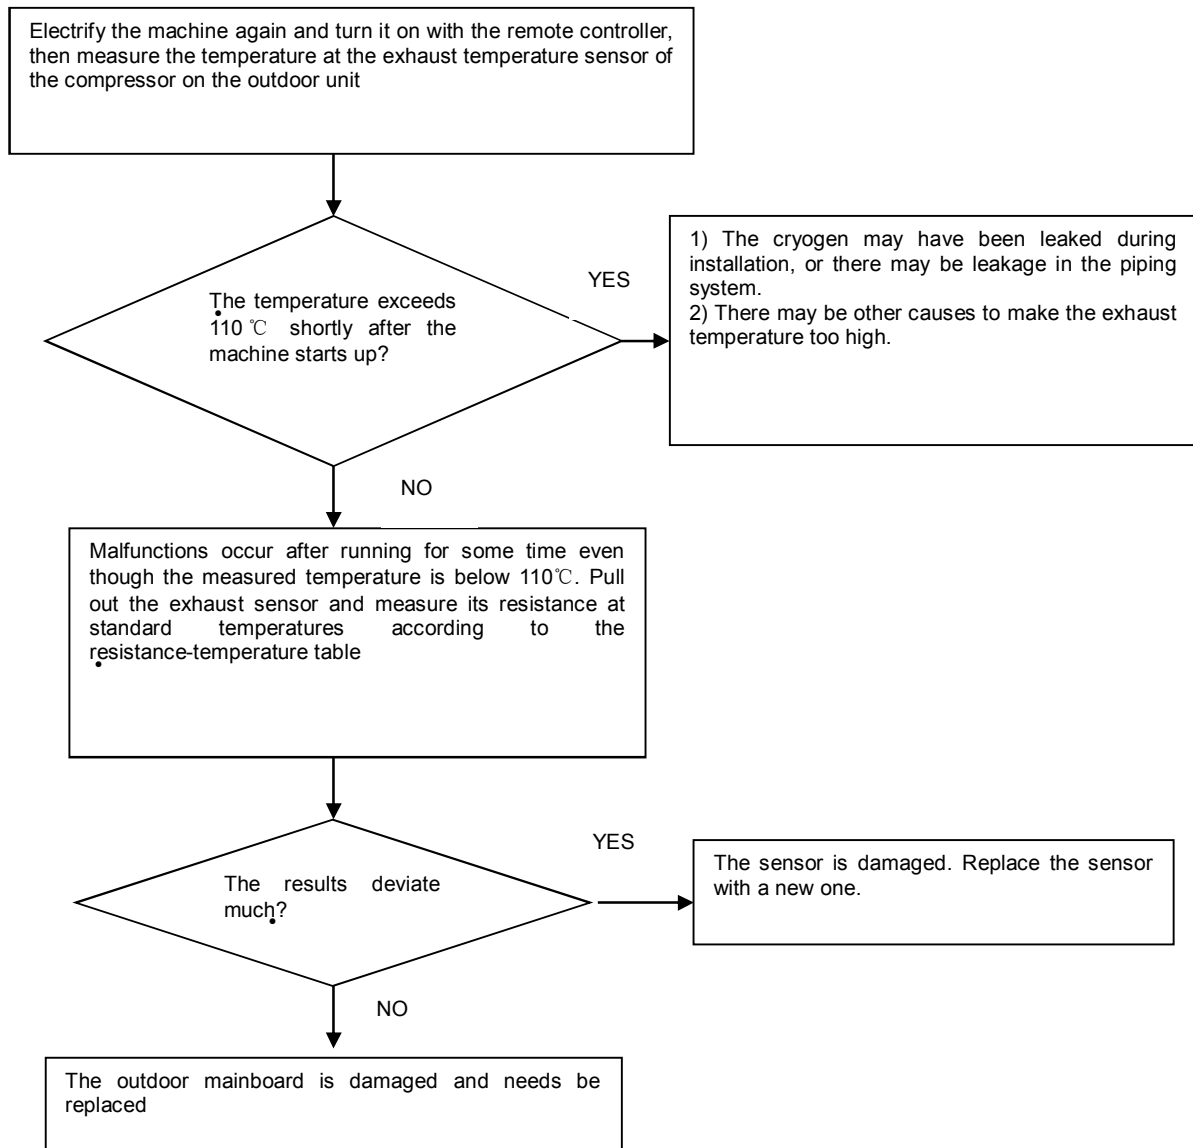 Electrify the machine again and turn it on with the remote controller,
then measure the temperature at the exhaust temperature sensor of
the compressor on the outdoor unit
YES
1) The cryogen may have been leaked during
installation, or there may be leakage in the piping
system.
2) There may be other causes to make the exhaust
temperature too high.
The temperature exceeds
110℃ shortly after the
machine starts up?
NO
Malfunctions occur after running for some time even
though the measured temperature is below 110℃. Pull
out the exhaust sensor and measure its resistance at
standard temperatures according to the
resistance-temperature table
YES
The sensor is damaged. Replace the sensor
with a new one.
The results deviate
much?
NO
The outdoor mainboard is damaged and needs be
replaced